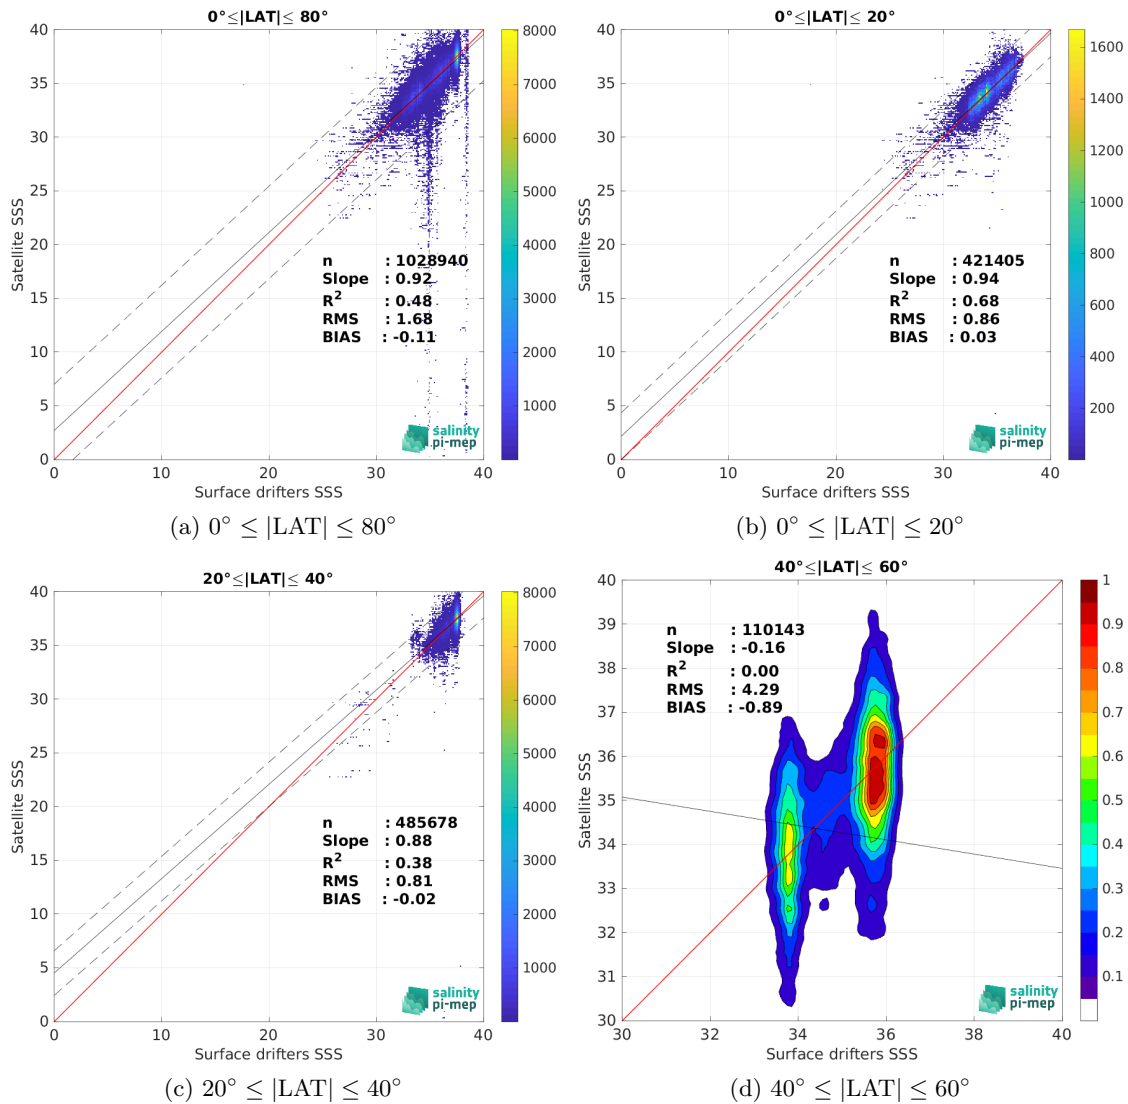 0°≤|LAT|≤ 80°
40
35
30
25
20
15
10
5
0
Satellite SSS
n : 1028940
Slope : 0.92
R² : 0.48
RMS : 1.68
BIAS : -0.11
salinity
pi-mep
0 10 20 30 40
Surface drifters SSS
8000
7000
6000
5000
4000
3000
2000
1000
(a) 0° ≤ |LAT| ≤ 80°
0°≤|LAT|≤ 20°
40
35
30
25
20
15
10
5
0
Satellite SSS
n : 421405
Slope : 0.94
R² : 0.68
RMS : 0.86
BIAS : 0.03
salinity
pi-mep
0 10 20 30 40
Surface drifters SSS
1600
1400
1200
1000
800
600
400
200
(b) 0° ≤ |LAT| ≤ 20°
20°≤|LAT|≤ 40°
40
35
30
25
20
15
10
5
0
Satellite SSS
n : 485678
Slope : 0.88
R² : 0.38
RMS : 0.81
BIAS : -0.02
salinity
pi-mep
0 10 20 30 40
Surface drifters SSS
8000
7000
6000
5000
4000
3000
2000
1000
(c) 20° ≤ |LAT| ≤ 40°
40°≤|LAT|≤ 60°
40
39
38
37
36
35
34
33
32
31
30
Satellite SSS
n : 110143
Slope : -0.16
R² : 0.00
RMS : 4.29
BIAS : -0.89
salinity
pi-mep
30 32 34 36 38 40
Surface drifters SSS
1
0.9
0.8
0.7
0.6
0.5
0.4
0.3
0.2
0.1
(d) 40° ≤ |LAT| ≤ 60°